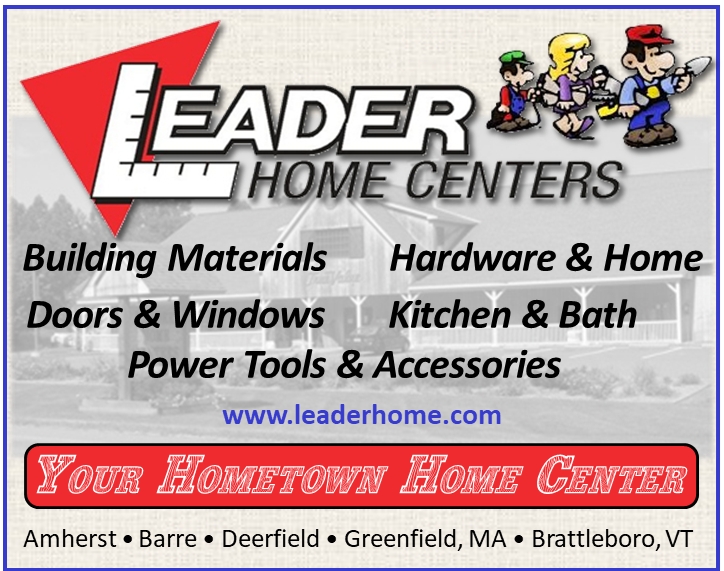 LEADER
HOME CENTERS
Building Materials Hardware & Home
Doors & Windows Kitchen & Bath
Power Tools & Accessories
www.leaderhome.com
YOUR HOMETOWN HOME CENTER
Amherst • Barre • Deerfield • Greenfield, MA • Brattleboro, VT